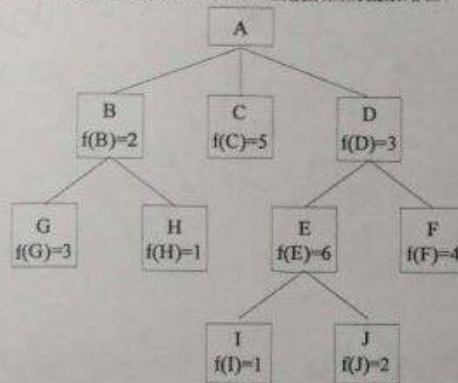 A
B
f(B)=2
C
f(C)=5
D
f(D)=3
G
f(G)=3
H
f(H)=1
E
f(E)=6
F
f(F)=4
I
f(I)=1
J
f(J)=2